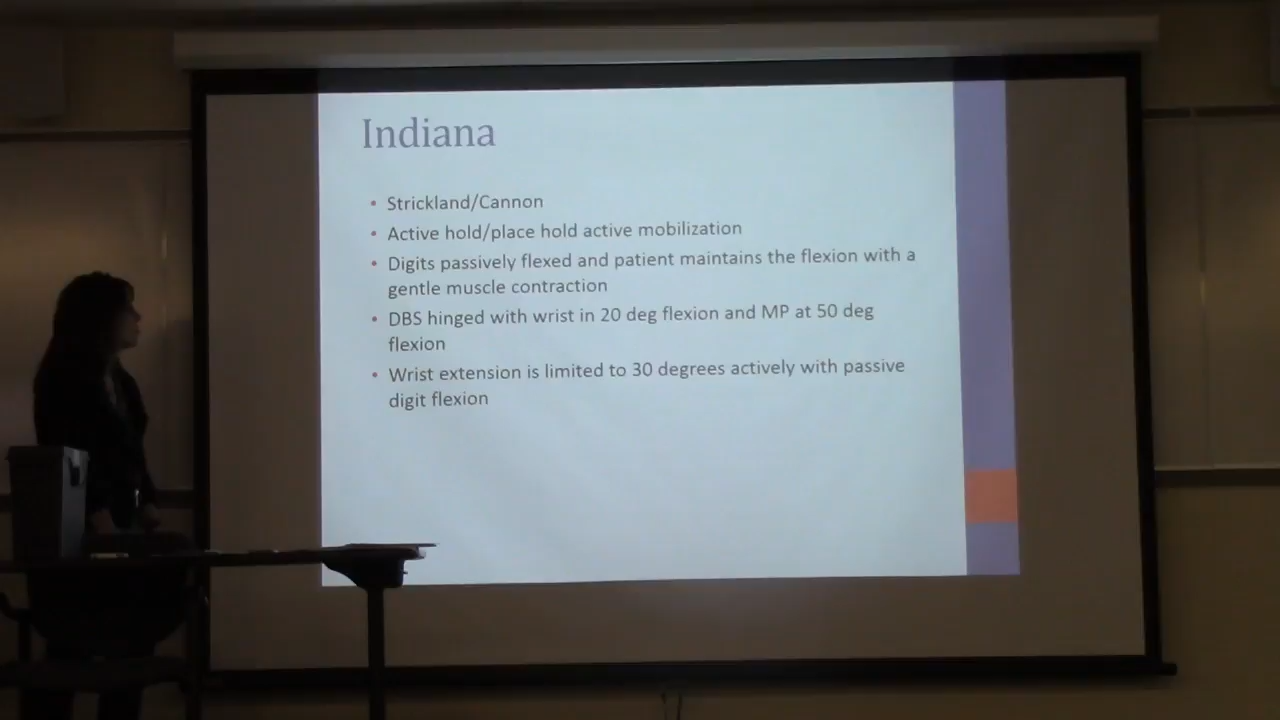 Indiana
• Strickland/Cannon
• Active hold/place hold active mobilization
• Digits passively flexed and patient maintains the flexion with a
gentle muscle contraction
• DBS hinged with wrist in 20 deg flexion and MP at 50 deg
flexion
• Wrist extension is limited to 30 degrees actively with passive
digit flexion